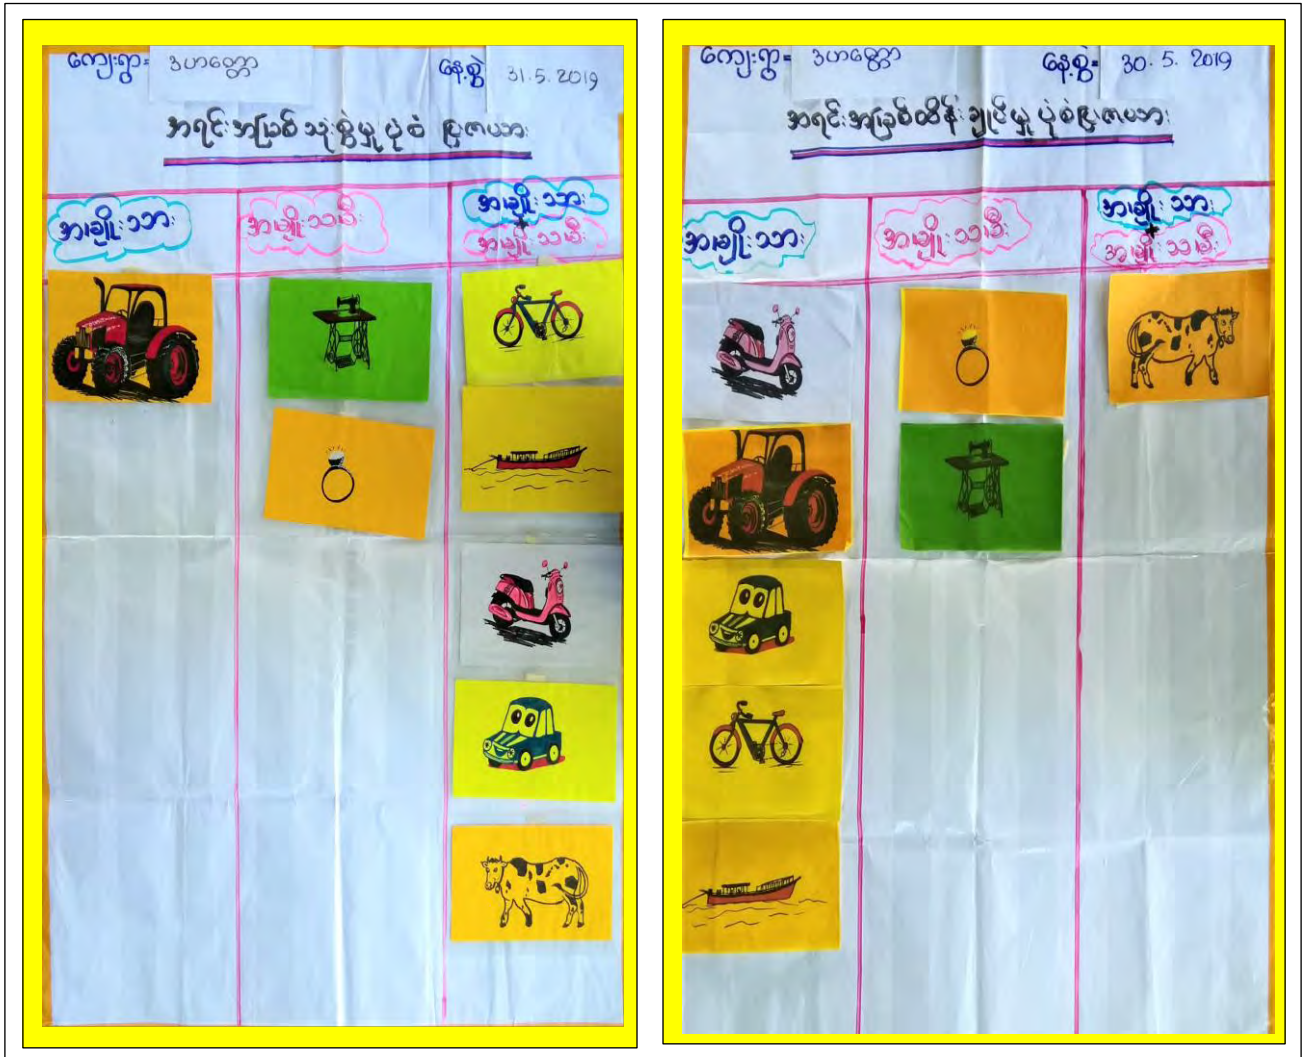 ကျေးရွာ= ဒဟတ္တော
နေ့စွဲ 31.5.2019
အရင်းအမြစ်သုံးစွဲမှုပုံစံပြဇယား
အမျိုးသား
အမျိုးသမီး
အမျိုးသား
+
အမျိုးသမီး
ကျေးရွာ= ဒဟတ္တော
နေ့စွဲ= 30.5.2019
အရင်းအမြစ်ထိန်းချုပ်မှုပုံစံပြဇယား
အမျိုးသား
အမျိုးသမီး
အမျိုးသား
+
အမျိုးသမီး